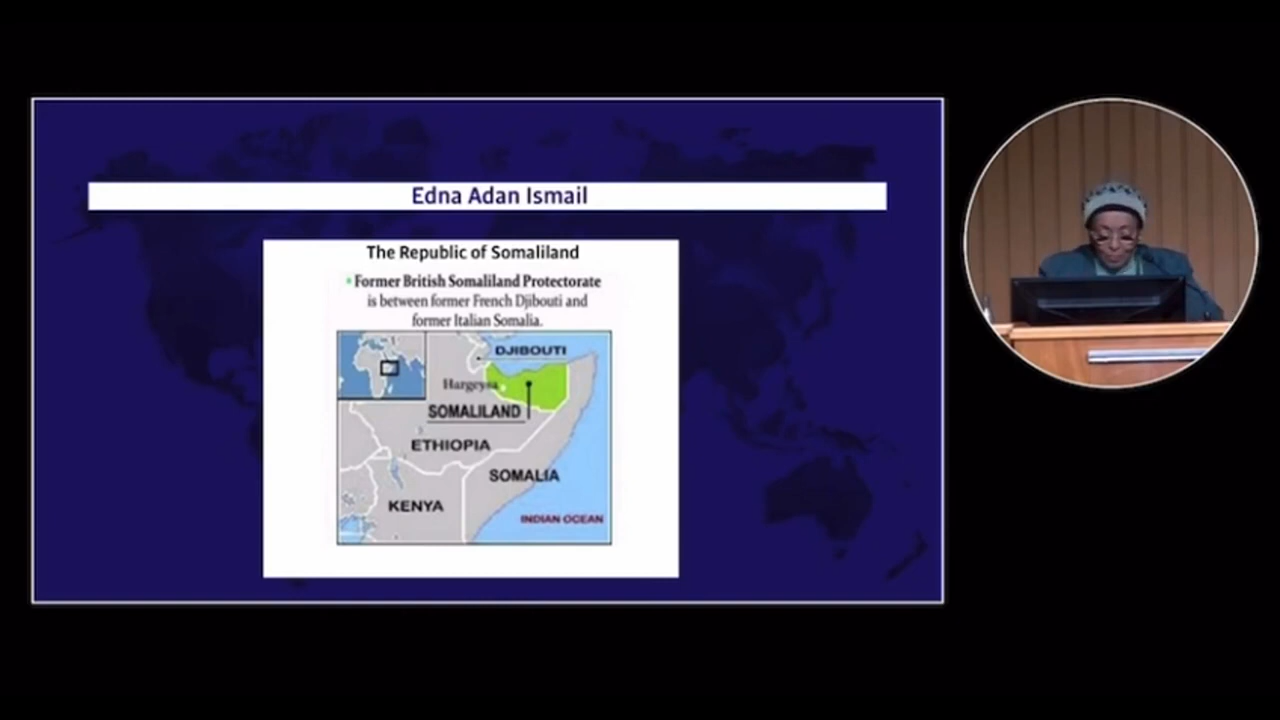 Edna Adan Ismail
The Republic of Somaliland
Former British Somaliland Protectorate
is between former French Djibouti and
former Italian Somalia.
DJIBOUTI
Hargeysa
SOMALILAND
ETHIOPIA
SOMALIA
KENYA
INDIAN OCEAN